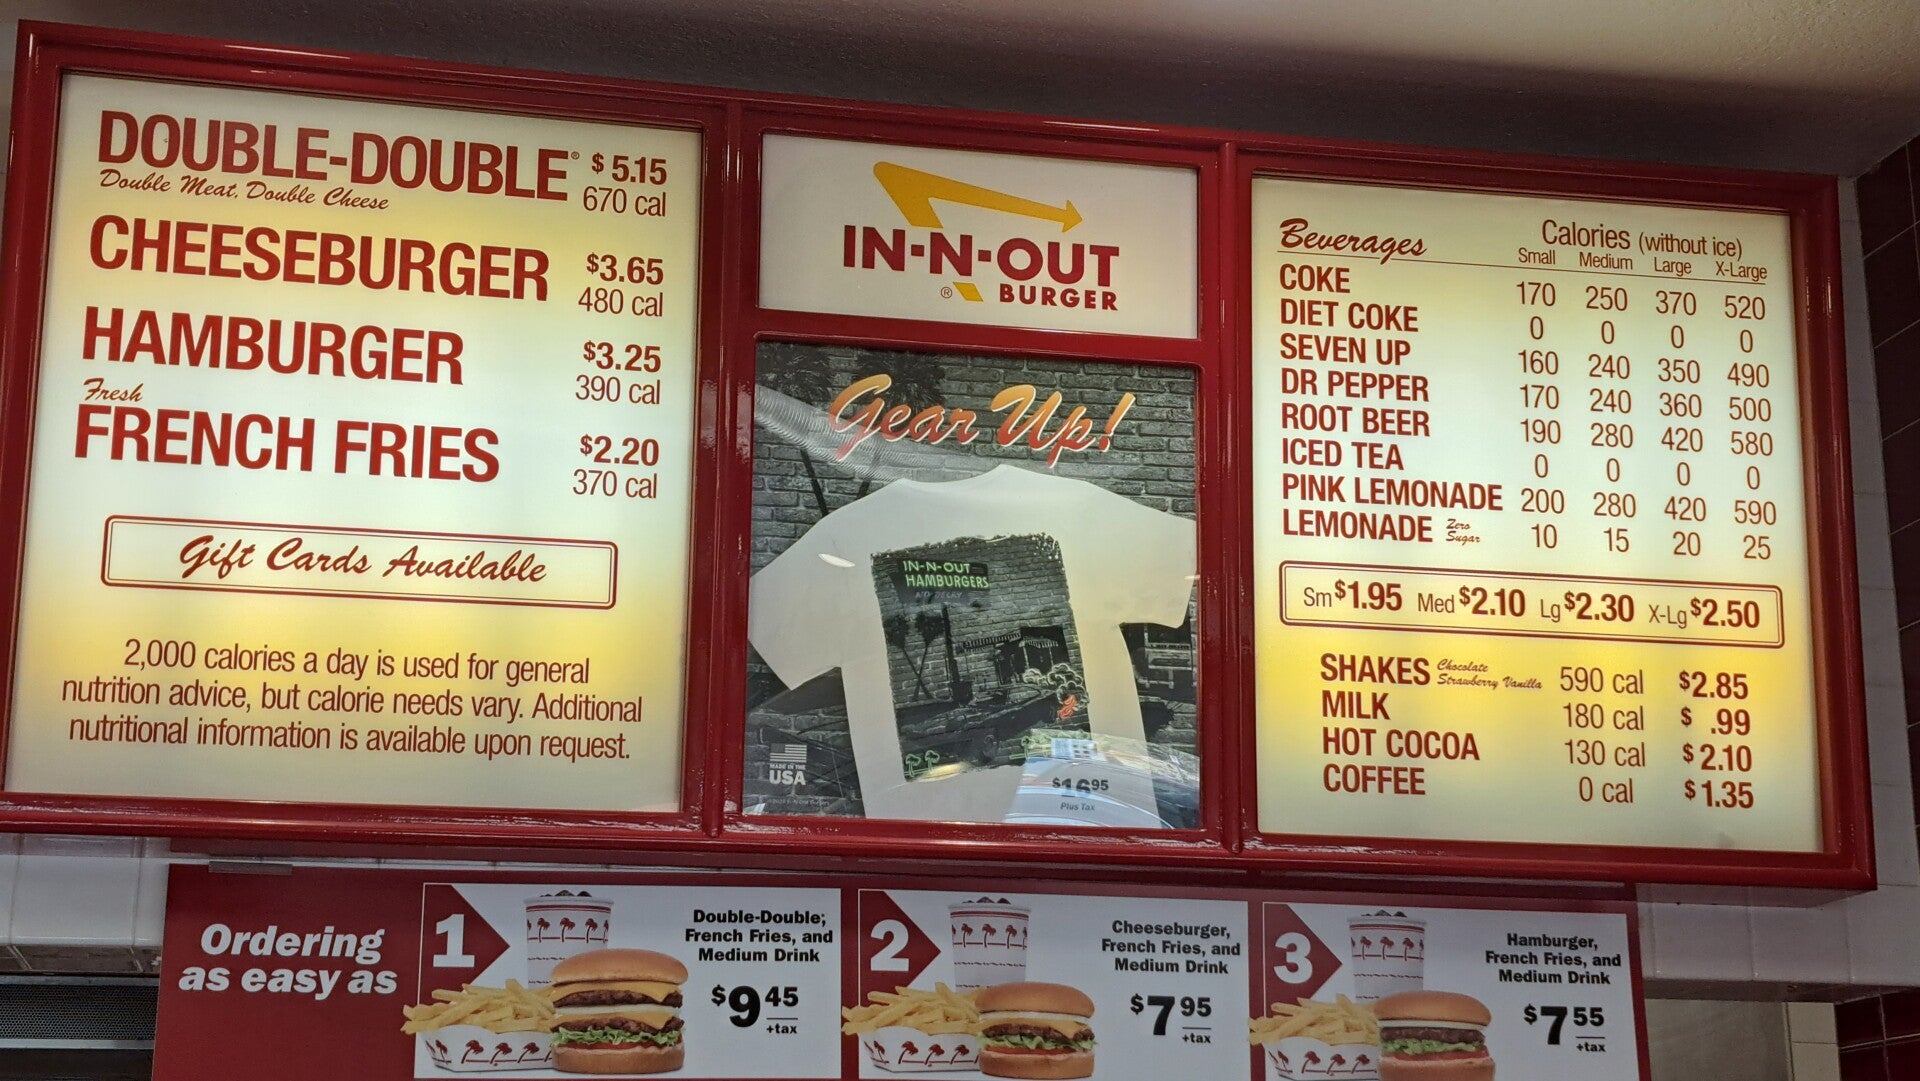 DOUBLE-DOUBLE® $5.15
Double Meat, Double Cheese 670 cal
CHEESEBURGER $3.65
480 cal
HAMBURGER $3.25
390 cal
Fresh
FRENCH FRIES $2.20
370 cal
Gift Cards Available
2,000 calories a day is used for general
nutrition advice, but calorie needs vary. Additional
nutritional information is available upon request.
IN-N-OUT
® BURGER
Gear Up!
IN-N-OUT
HAMBURGERS
NO DELAY
MADE IN THE
USA
$16.95
Plus Tax
Beverages Calories (without ice)
Small Medium Large X-Large
COKE 170 250 370 520
DIET COKE 0 0 0 0
SEVEN UP 160 240 350 490
DR PEPPER 170 240 360 500
ROOT BEER 190 280 420 580
ICED TEA 0 0 0 0
PINK LEMONADE 200 280 420 590
LEMONADE Zero Sugar 10 15 20 25
Sm $1.95 Med $2.10 Lg $2.30 X-Lg $2.50
SHAKES Chocolate Strawberry Vanilla 590 cal $2.85
MILK 180 cal $ .99
HOT COCOA 130 cal $2.10
COFFEE 0 cal $1.35
Ordering
as easy as
1
Double-Double,
French Fries, and
Medium Drink
$9 45
+tax
2
Cheeseburger,
French Fries, and
Medium Drink
$7 95
+tax
3
Hamburger,
French Fries, and
Medium Drink
$7 55
+tax